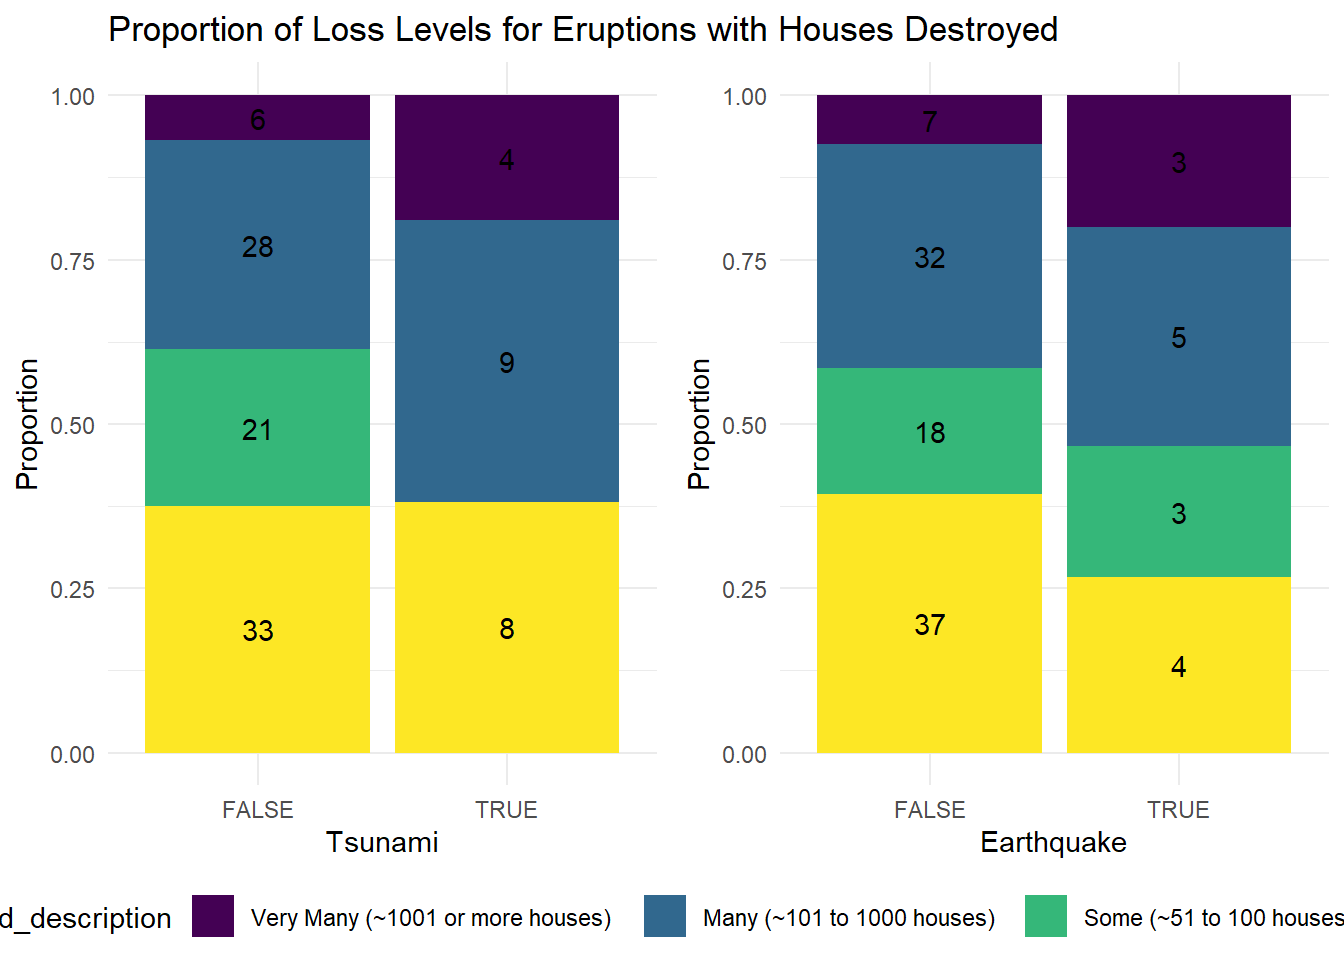 Proportion of Loss Levels for Eruptions with Houses Destroyed
1.00
0.75
0.50
0.25
0.00
Proportion
6
28
21
33
4
9
8
FALSE
TRUE
Tsunami
1.00
0.75
0.50
0.25
0.00
Proportion
7
32
18
37
3
5
3
4
FALSE
TRUE
Earthquake
d_description
Very Many (~1001 or more houses)
Many (~101 to 1000 houses)
Some (~51 to 100 houses